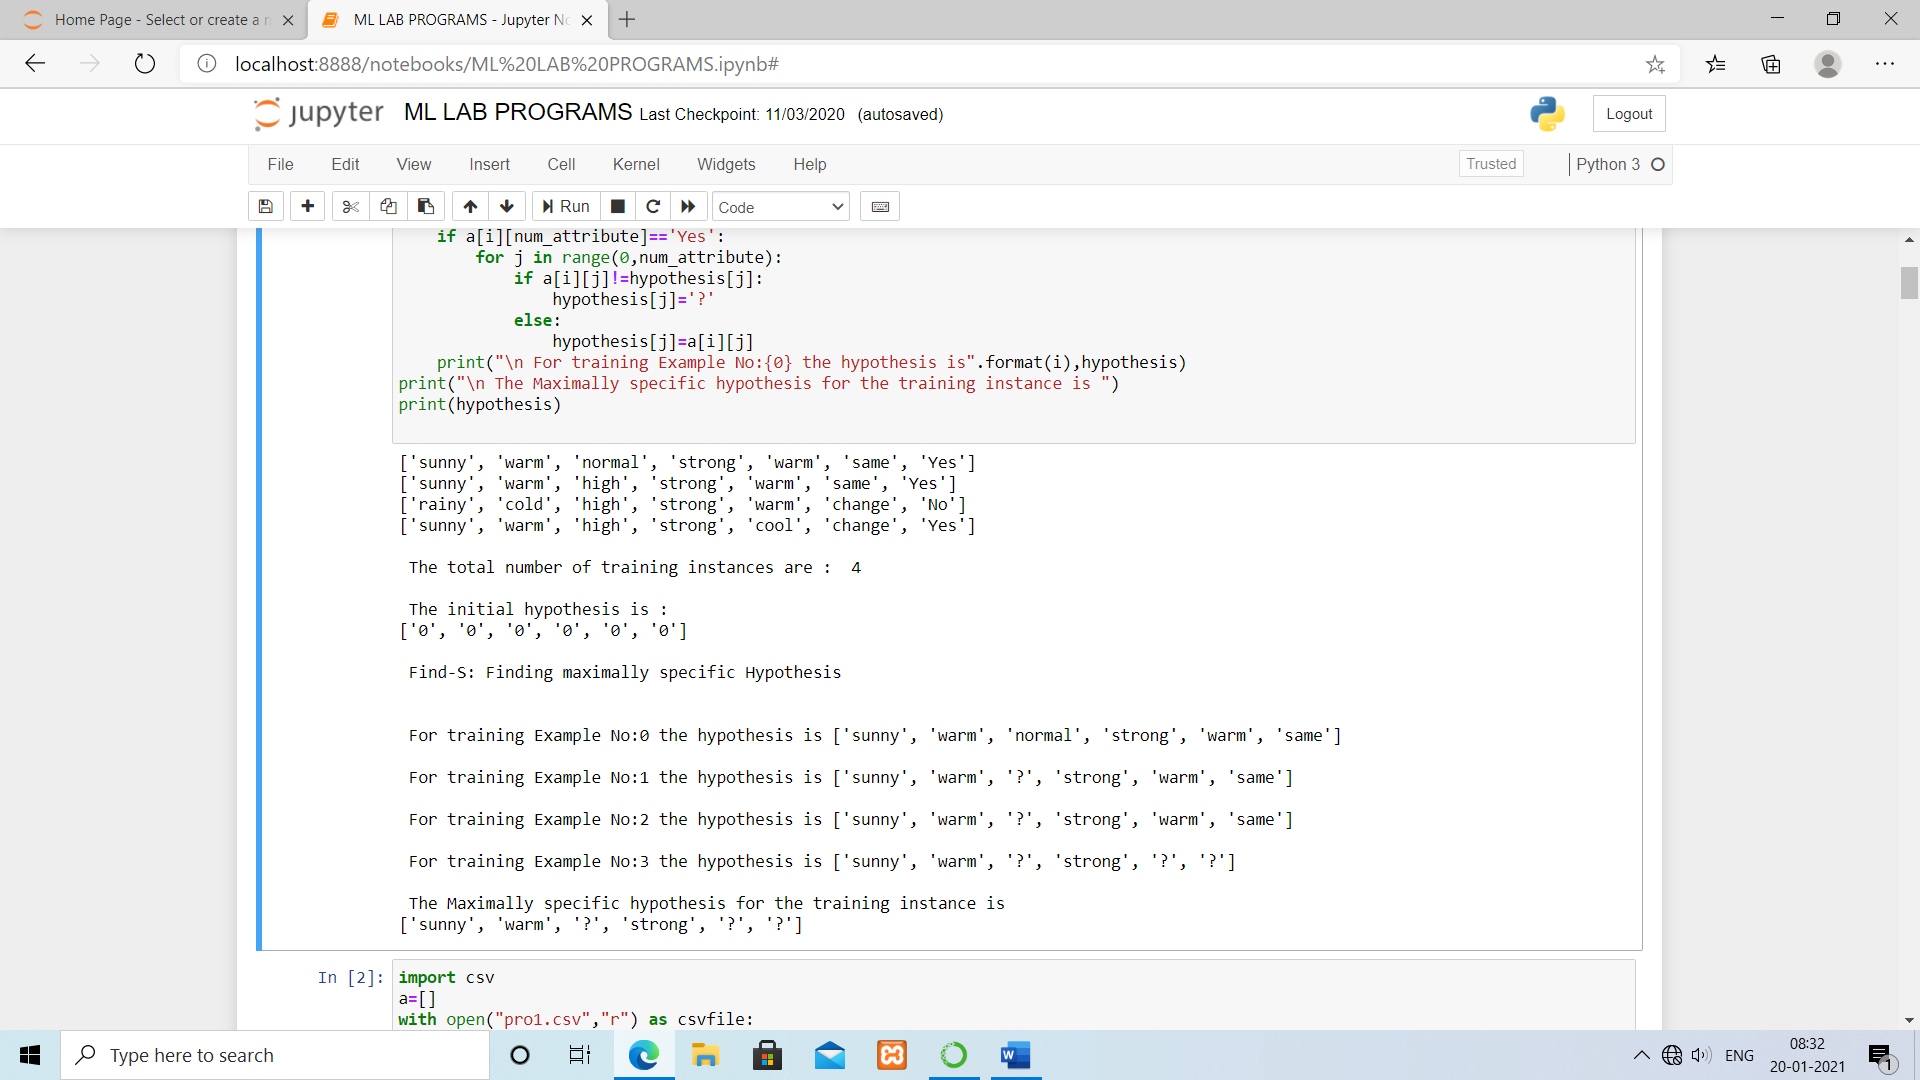 Home Page - Select or create a n
ML LAB PROGRAMS - Jupyter No
localhost:8888/notebooks/ML%20LAB%20PROGRAMS.ipynb#
jupyter ML LAB PROGRAMS Last Checkpoint: 11/03/2020 (autosaved)
Logout
File Edit View Insert Cell Kernel Widgets Help
Trusted
Python 3
Run
Code
    if a[i][num_attribute]=='Yes':
        for j in range(0,num_attribute):
            if a[i][j]!=hypothesis[j]:
                hypothesis[j]='?'
            else:
                hypothesis[j]=a[i][j]
    print("\n For training Example No:{0} the hypothesis is".format(i),hypothesis)
print("\n The Maximally specific hypothesis for the training instance is ")
print(hypothesis)
['sunny', 'warm', 'normal', 'strong', 'warm', 'same', 'Yes']
['sunny', 'warm', 'high', 'strong', 'warm', 'same', 'Yes']
['rainy', 'cold', 'high', 'strong', 'warm', 'change', 'No']
['sunny', 'warm', 'high', 'strong', 'cool', 'change', 'Yes']
The total number of training instances are :  4
The initial hypothesis is :
['0', '0', '0', '0', '0', '0']
Find-S: Finding maximally specific Hypothesis
For training Example No:0 the hypothesis is ['sunny', 'warm', 'normal', 'strong', 'warm', 'same']
For training Example No:1 the hypothesis is ['sunny', 'warm', '?', 'strong', 'warm', 'same']
For training Example No:2 the hypothesis is ['sunny', 'warm', '?', 'strong', 'warm', 'same']
For training Example No:3 the hypothesis is ['sunny', 'warm', '?', 'strong', '?', '?']
The Maximally specific hypothesis for the training instance is
['sunny', 'warm', '?', 'strong', '?', '?']
In [2]: import csv
a=[]
with open("pro1.csv","r") as csvfile:
Type here to search
ENG
08:32
20-01-2021
1